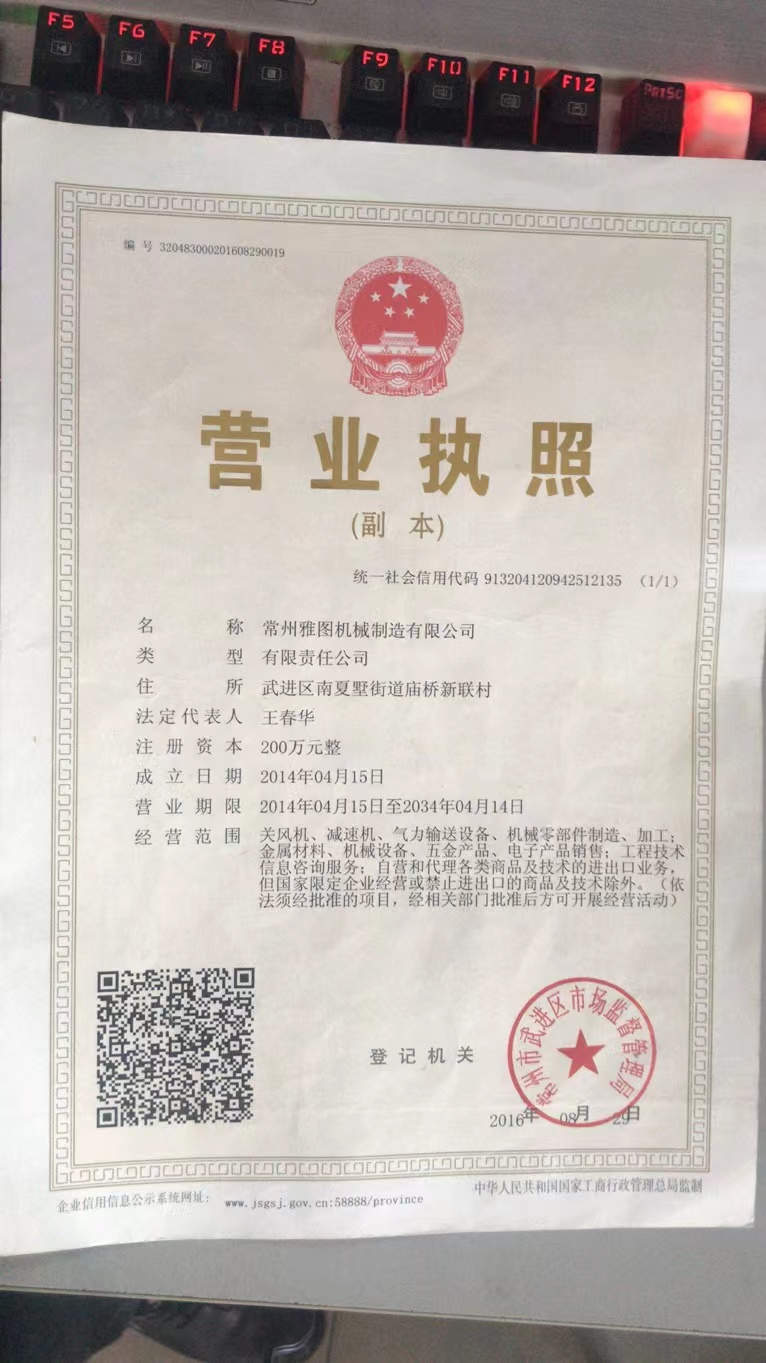 F5 F6 F7 F8 F9 F10 F11 F12 PrtSC
编 号 320483000201608290019
营业执照
(副 本)
统一社会信用代码 913204120942512135 (1/1)
名 称 常州雅图机械制造有限公司
类 型 有限责任公司
住 所 武进区南夏墅街道庙桥新联村
法定代表人 王春华
注 册 资 本 200万元整
成 立 日 期 2014年04月15日
营 业 期 限 2014年04月15日至2034年04月14日
经 营 范 围 关风机、减速机、气力输送设备、机械零部件制造、加工;
金属材料、机械设备、五金产品、电子产品销售;工程技术
信息咨询服务;自营和代理各类商品及技术的进出口业务,
但国家限定企业经营或禁止进出口的商品及技术除外。(依
法须经批准的项目,经相关部门批准后方可开展经营活动)
常州市武进区市场监督管理局
登 记 机 关
2016年 08月 29日
企业信用信息公示系统网址: www.jsgsj.gov.cn:58888/province
中华人民共和国国家工商行政管理总局监制